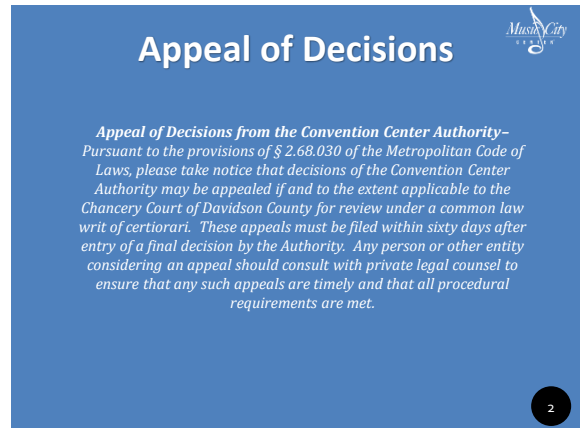 Music City
CENTER
Appeal of Decisions
Appeal of Decisions from the Convention Center Authority–
Pursuant to the provisions of § 2.68.030 of the Metropolitan Code of
Laws, please take notice that decisions of the Convention Center
Authority may be appealed if and to the extent applicable to the
Chancery Court of Davidson County for review under a common law
writ of certiorari. These appeals must be filed within sixty days after
entry of a final decision by the Authority. Any person or other entity
considering an appeal should consult with private legal counsel to
ensure that any such appeals are timely and that all procedural
requirements are met.
2